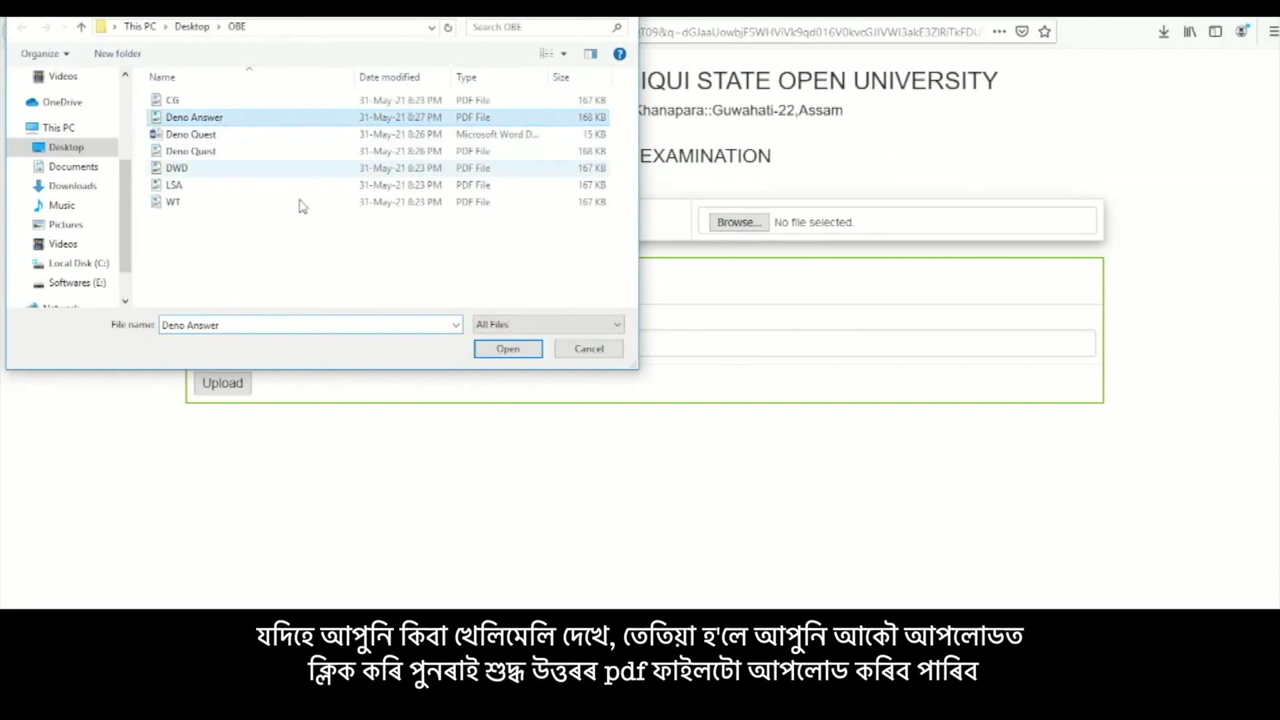 This PC > Desktop > OBE
Search OBE
Organize
New folder
Name
Date modified
Type
Size
CG 31-May-21 8:23 PM PDF File 167 KB
Deno Answer 31-May-21 8:27 PM PDF File 168 KB
Deno Quest 31-May-21 8:26 PM Microsoft Word D... 15 KB
Deno Quest 31-May-21 8:26 PM PDF File 168 KB
DWD 31-May-21 8:23 PM PDF File 167 KB
LSA 31-May-21 8:23 PM PDF File 167 KB
WT 31-May-21 8:23 PM PDF File 167 KB
Videos
OneDrive
This PC
Desktop
Documents
Downloads
Music
Pictures
Videos
Local Disk (C:)
Softwares (E:)
File name: Deno Answer
All Files
Open
Cancel
IQUI STATE OPEN UNIVERSITY
Khanapara::Guwahati-22,Assam
EXAMINATION
Browse... No file selected.
Upload
যদিহে আপুনি কিবা খেলিমেলি দেখে, তেতিয়া হ'লে আপুনি আকৌ আপলোডত
ক্লিক কৰি পুনৰাই শুদ্ধ উত্তৰৰ pdf ফাইলটো আপলোড কৰিব পাৰিব